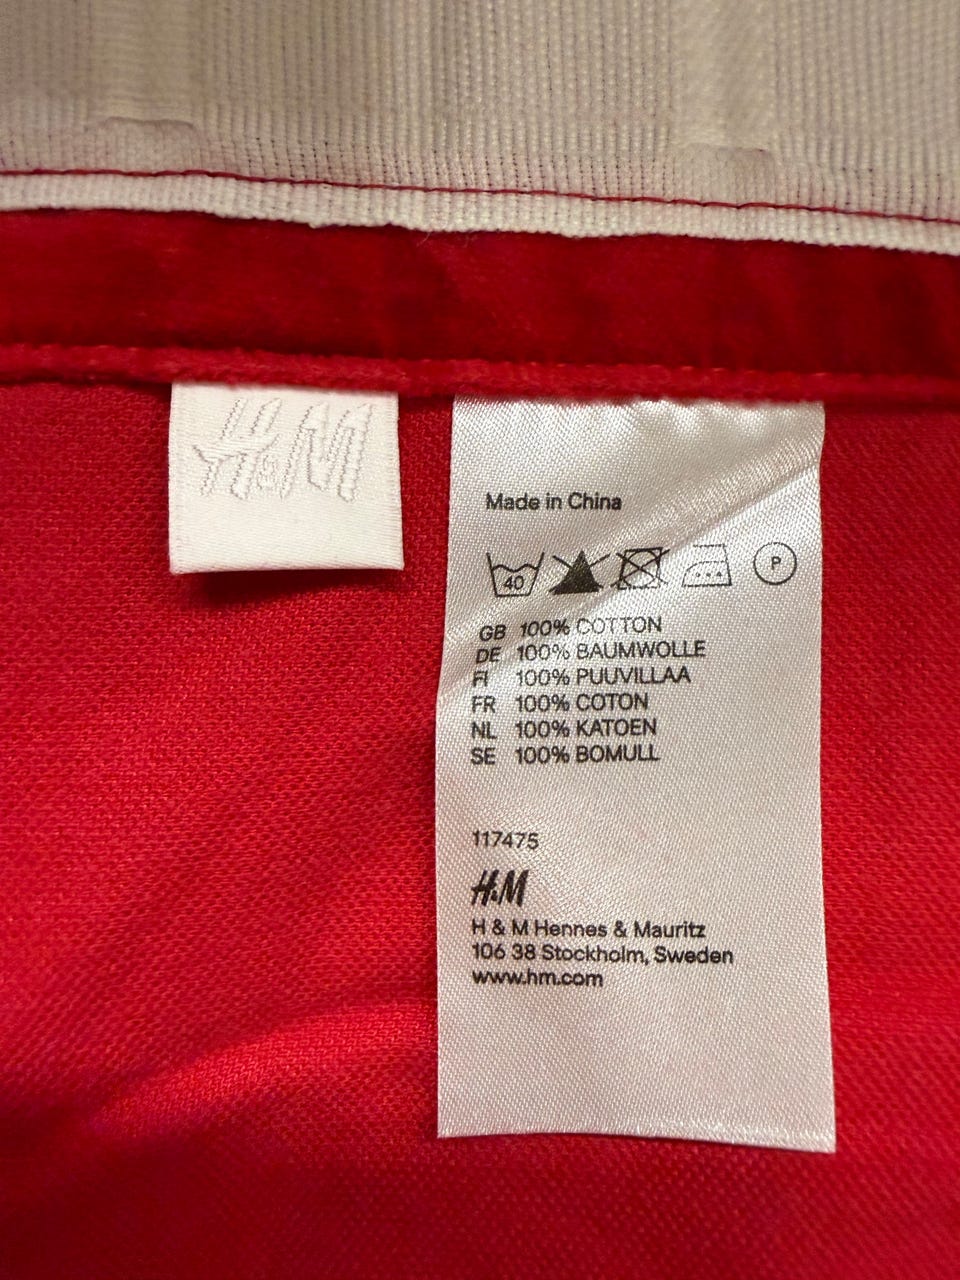 H&M
Made in China
40
P
GB 100% COTTON
DE 100% BAUMWOLLE
FI 100% PUUVILLAA
FR 100% COTON
NL 100% KATOEN
SE 100% BOMULL
117475
H&M
H & M Hennes & Mauritz
106 38 Stockholm, Sweden
www.hm.com